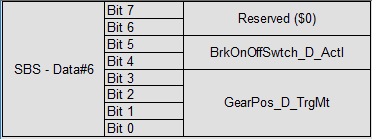 Bit 7
Reserved ($0)
Bit 6
Bit 5
BrkOnOffSwtch_D_Actl
Bit 4
SBS - Data#6
Bit 3
Bit 2
GearPos_D_TrgMt
Bit 1
Bit 0